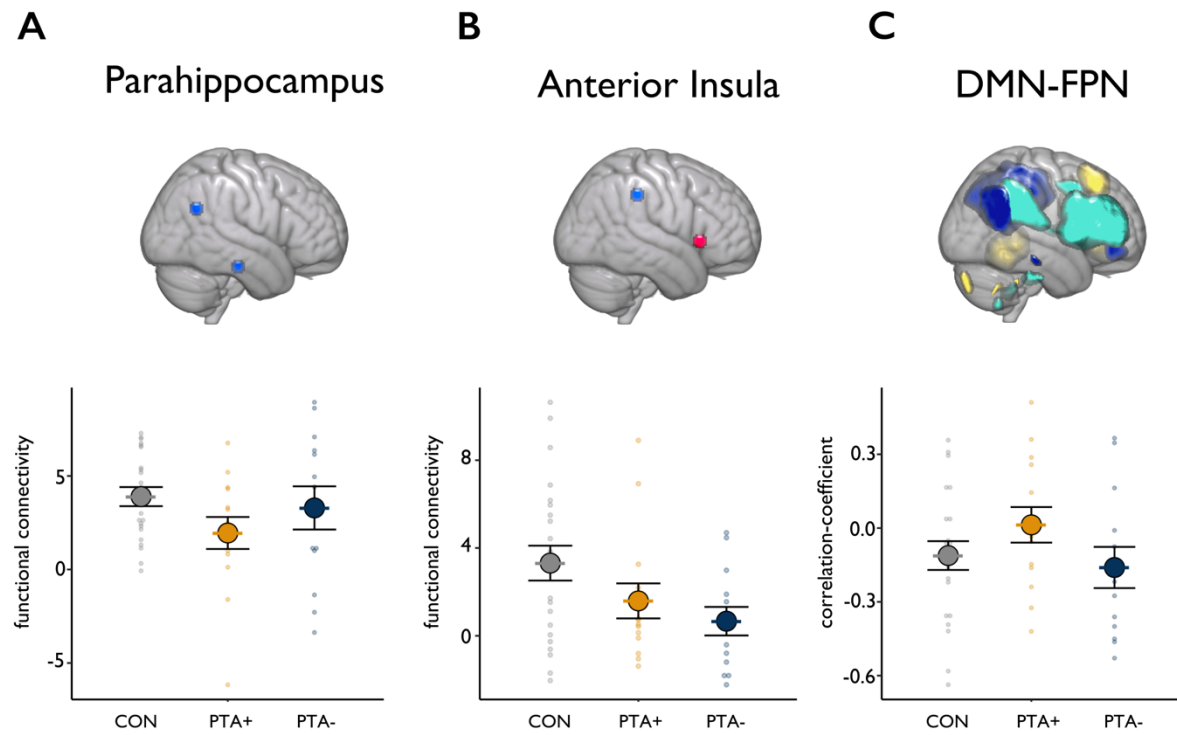 A
Parahippocampus
functional connectivity
5
0
-5
CON PTA+ PTA-
B
Anterior Insula
functional connectivity
8
4
0
CON PTA+ PTA-
C
DMN-FPN
correlation-coefficient
0.3
0.0
-0.3
-0.6
CON PTA+ PTA-